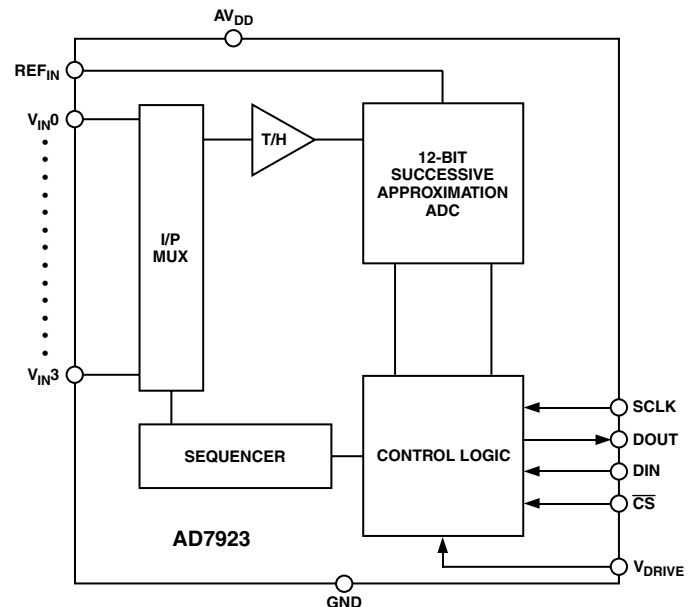 AVDD
REFIN
VIN0
T/H
12-BIT
SUCCESSIVE
APPROXIMATION
ADC
I/P
MUX
VIN3
SCLK
DOUT
SEQUENCER
CONTROL LOGIC
DIN
CS
AD7923
VDRIVE
GND